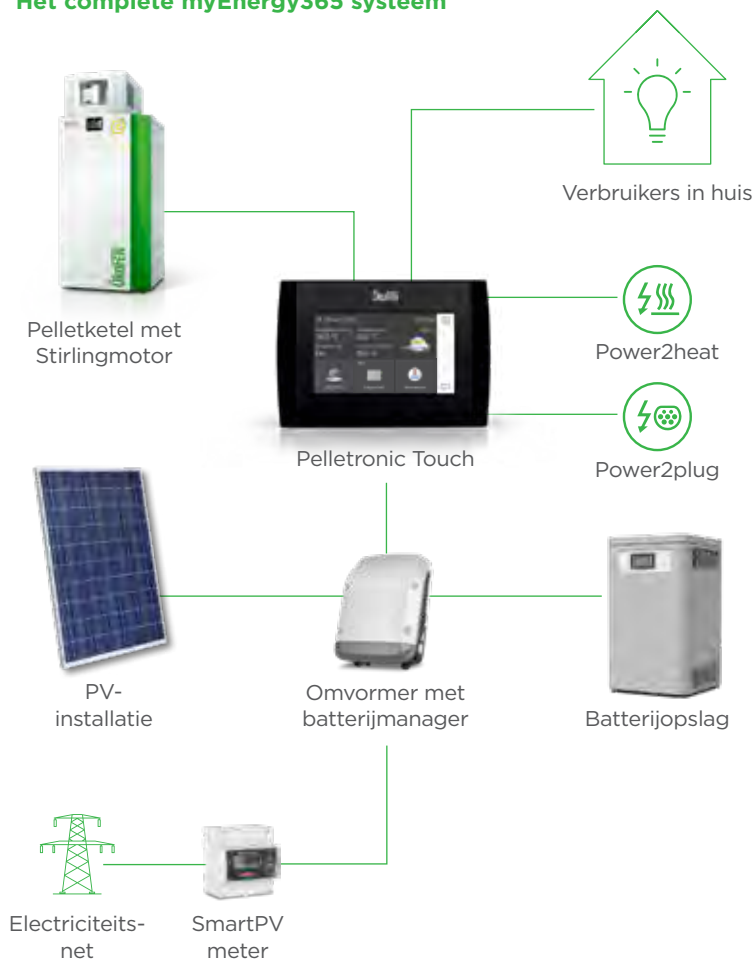 Het complete myEnergy365 systeem
Verbruikers in huis
Pelletketel met
Stirlingmotor
ÖkoFEN
Power2heat
Power2plug
Pelletronic Touch
PV-
installatie
Omvormer met
batterijmanager
Batterijopslag
Electriciteits-
net
SmartPV
meter